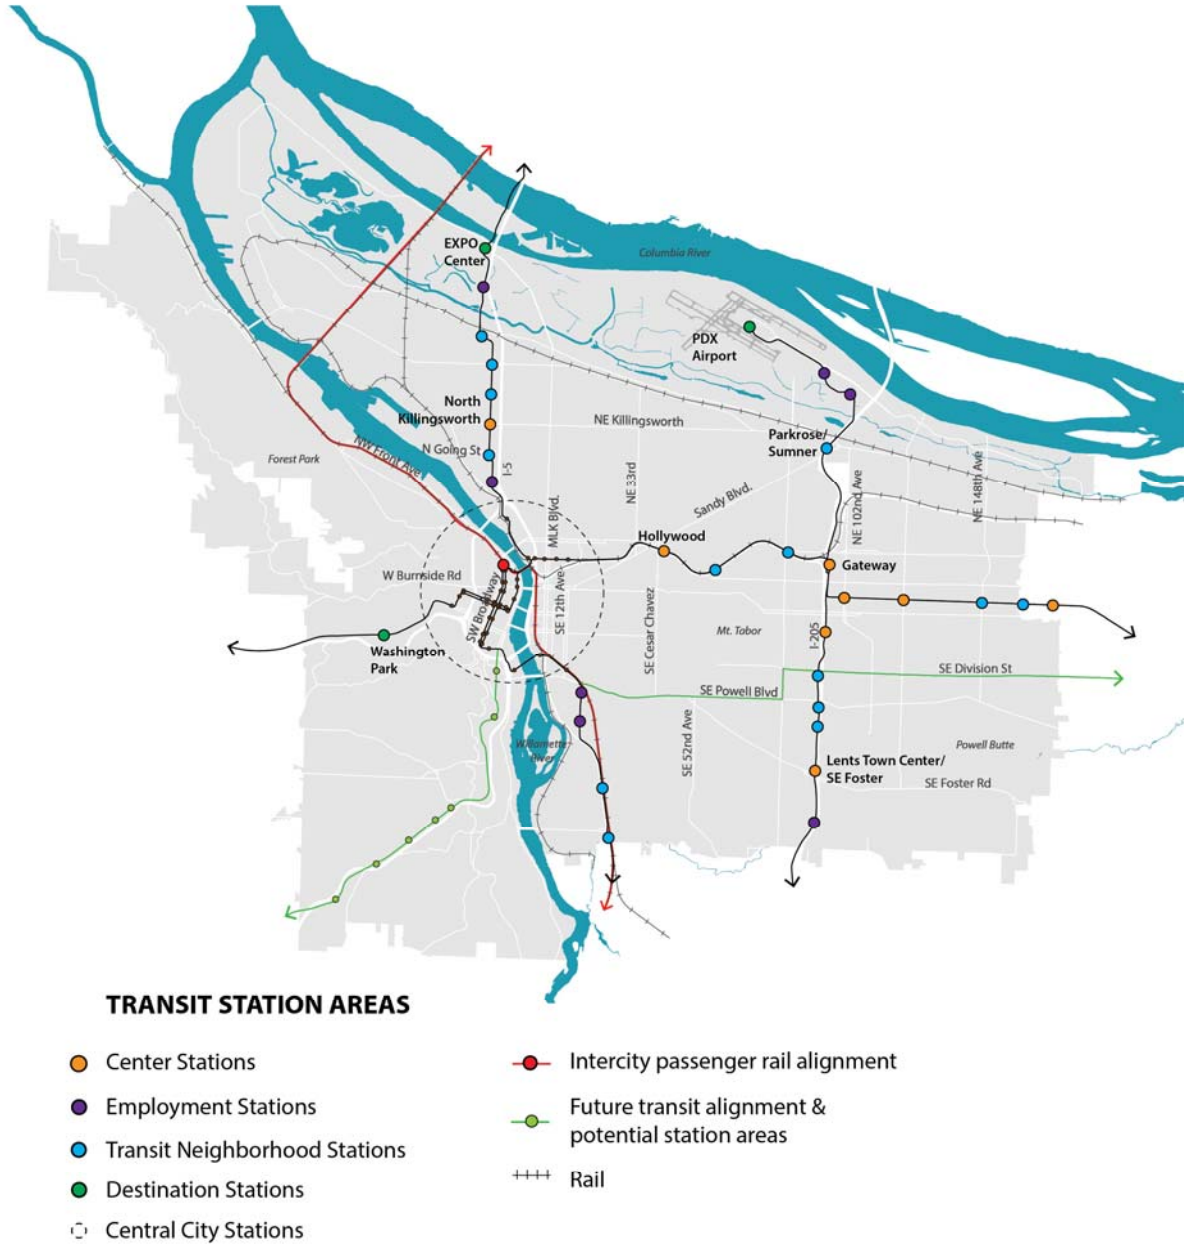 EXPO
Center
Columbia River
PDX
Airport
North
Killingsworth
NE Killingsworth
Parkrose/
Sumner
N Going St
NW Front Ave
Forest Park
I-5
NE 33rd
Sandy Blvd.
NE 102nd Ave
NE 148th Ave
MLK Blvd.
Hollywood
Gateway
W Burnside Rd
SW Broadway
SE 12th Ave
SE Cesar Chavez
Mt. Tabor
I-205
Washington
Park
SE Division St
SE Powell Blvd
SE 52nd Ave
Willamette
River
Powell Butte
Lents Town Center/
SE Foster
SE Foster Rd
TRANSIT STATION AREAS
Center Stations
Employment Stations
Transit Neighborhood Stations
Destination Stations
Central City Stations
Intercity passenger rail alignment
Future transit alignment &
potential station areas
Rail